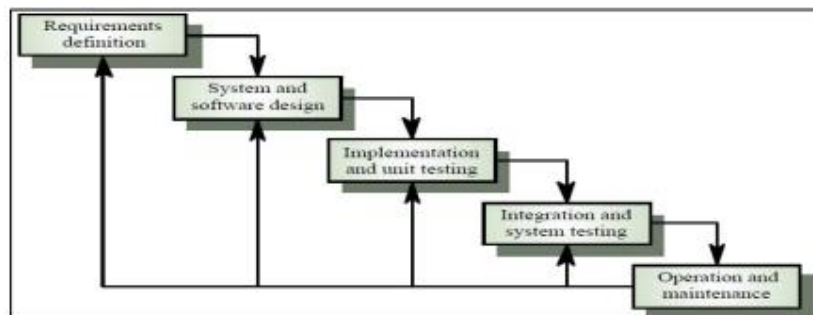 Requirements
definition
System and
software design
Implementation
and unit testing
Integration and
system testing
Operation and
maintenance